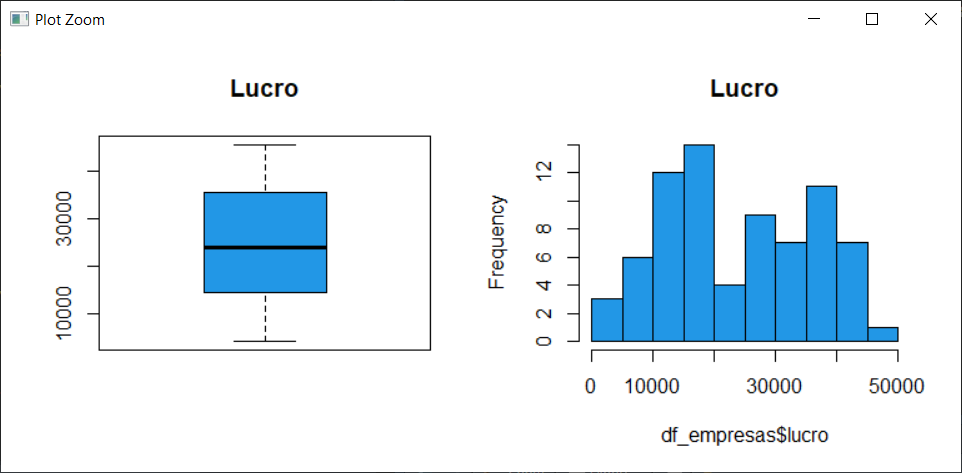 Plot Zoom
Lucro
30000
10000
Lucro
Frequency
12
8
6
4
2
0
0 10000 30000 50000
df_empresas$lucro